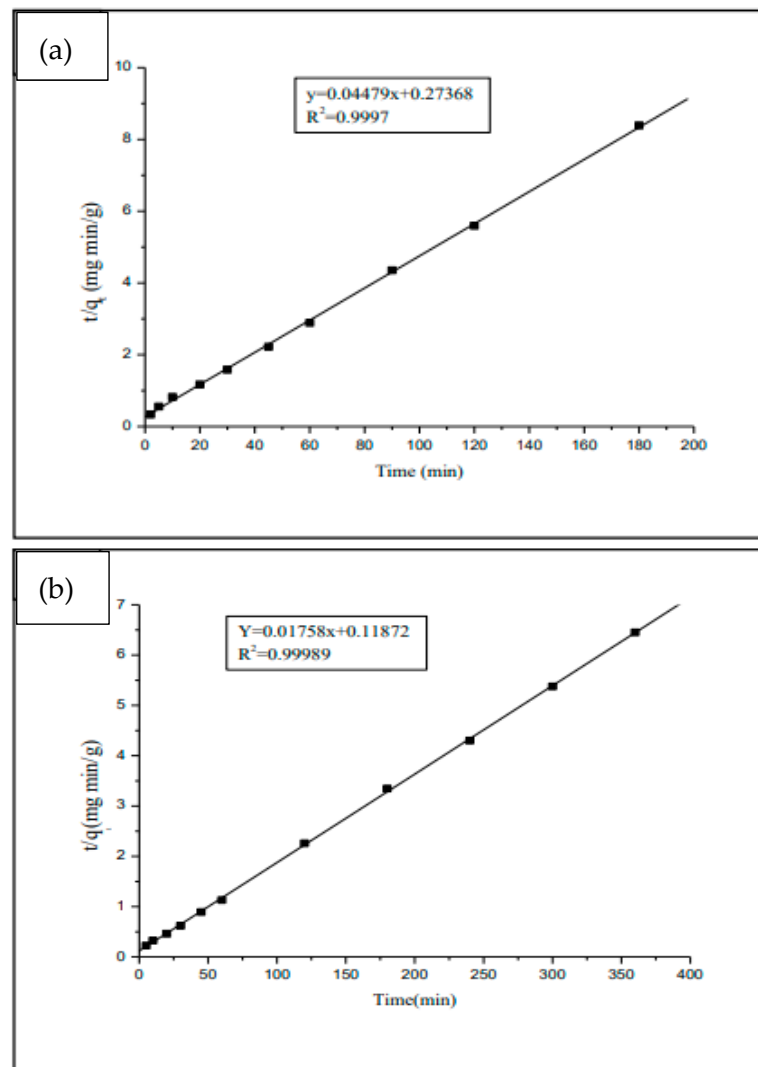 (a)
y=0.04479x+0.27368
R²=0.9997
t/qt (mg min/g)
10
8
6
4
2
0
0 20 40 60 80 100 120 140 160 180 200
Time (min)
(b)
Y=0.01758x+0.11872
R²=0.99989
t/q(mg min/g)
7
6
5
4
3
2
1
0
0 50 100 150 200 250 300 350 400
Time(min)